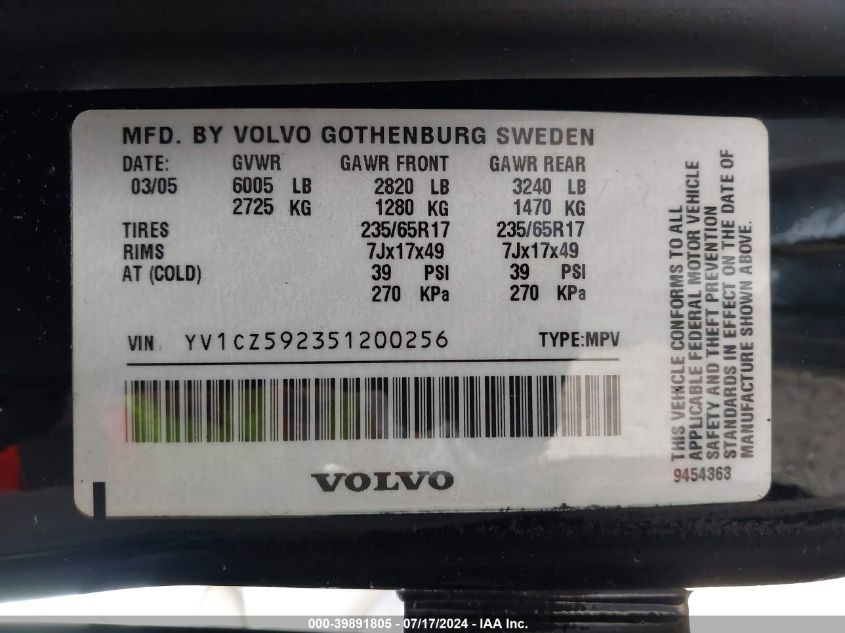 MFD. BY VOLVO GOTHENBURG SWEDEN
DATE: GVWR GAWR FRONT GAWR REAR
03/05 6005 LB 2820 LB 3240 LB
2725 KG 1280 KG 1470 KG
TIRES 235/65R17 235/65R17
RIMS 7Jx17x49 7Jx17x49
AT (COLD) 39 PSI 39 PSI
270 KPa 270 KPa
VIN YV1CZ592351200256 TYPE:MPV
VOLVO
THIS VEHICLE CONFORMS TO ALL
APPLICABLE FEDERAL MOTOR VEHICLE
SAFETY AND THEFT PREVENTION
STANDARDS IN EFFECT ON THE DATE OF
MANUFACTURE SHOWN ABOVE.
9454363
000-39891805 - 07/17/2024 - IAA Inc.